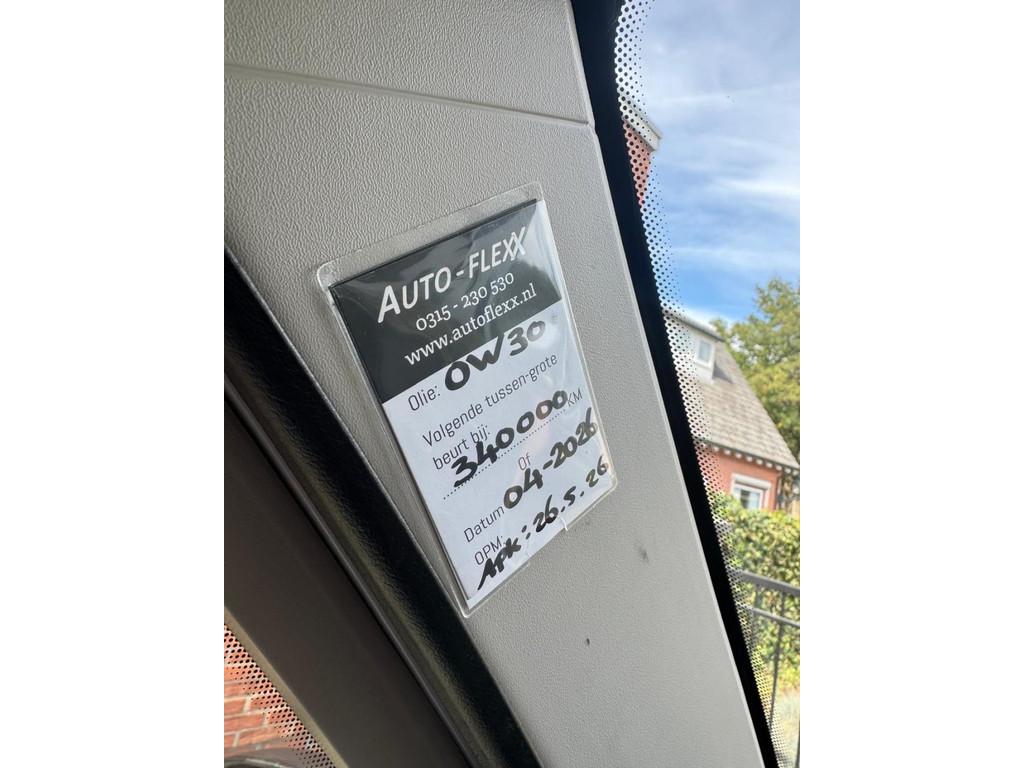 AUTO-FLEXX
0315 - 230 530
www.autoflexx.nl
Olie: 0W30
Volgende tussen-grote
beurt bij:
340000 KM
Of
Datum 04-2026
OPM:
APK: 26.5.26